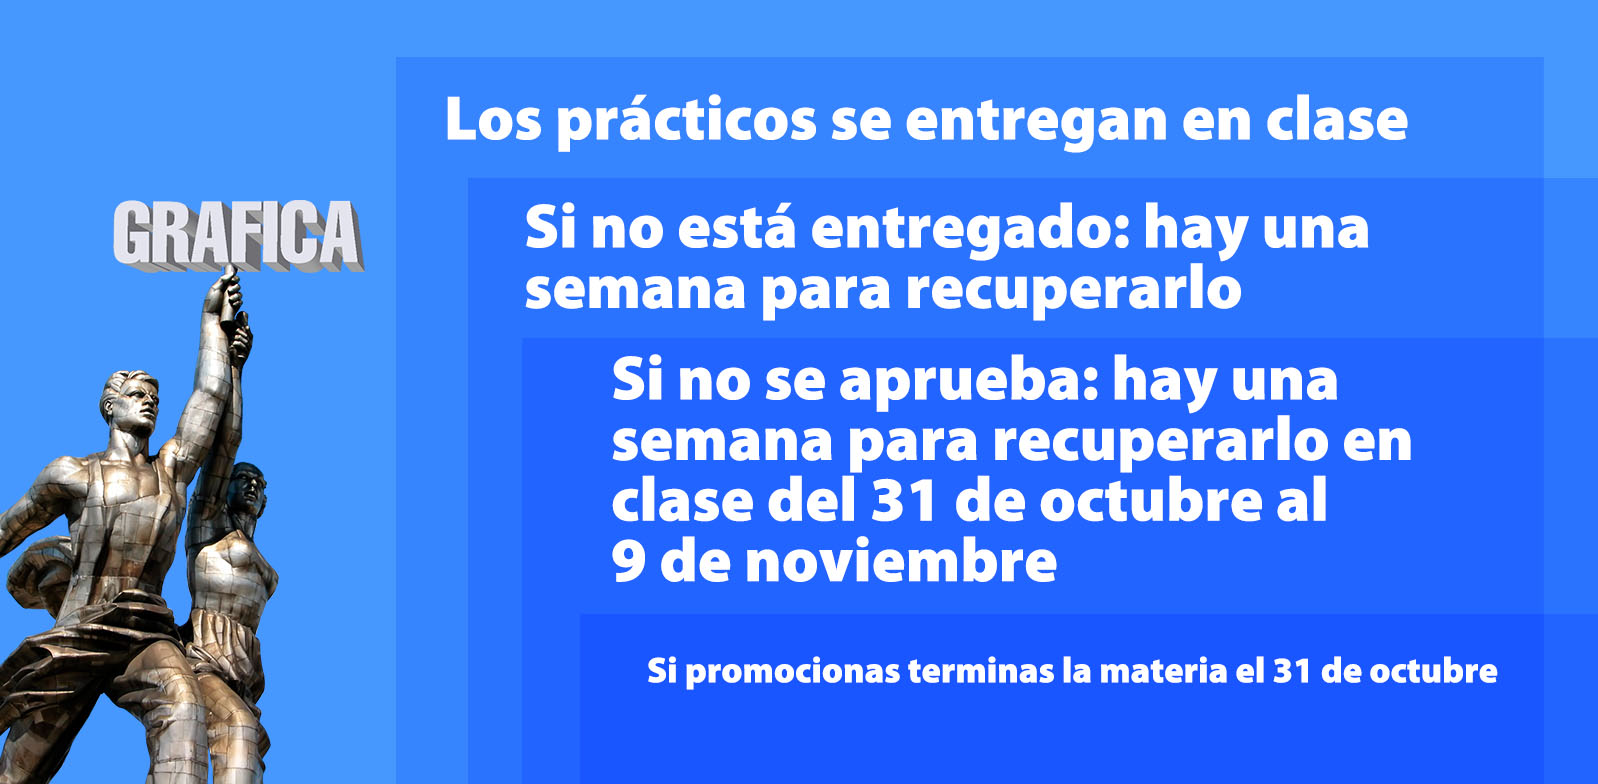 GRAFICA
Los prácticos se entregan en clase
Si no está entregado: hay una
semana para recuperarlo
Si no se aprueba: hay una
semana para recuperarlo en
clase del 31 de octubre al
9 de noviembre
Si promocionas terminas la materia el 31 de octubre